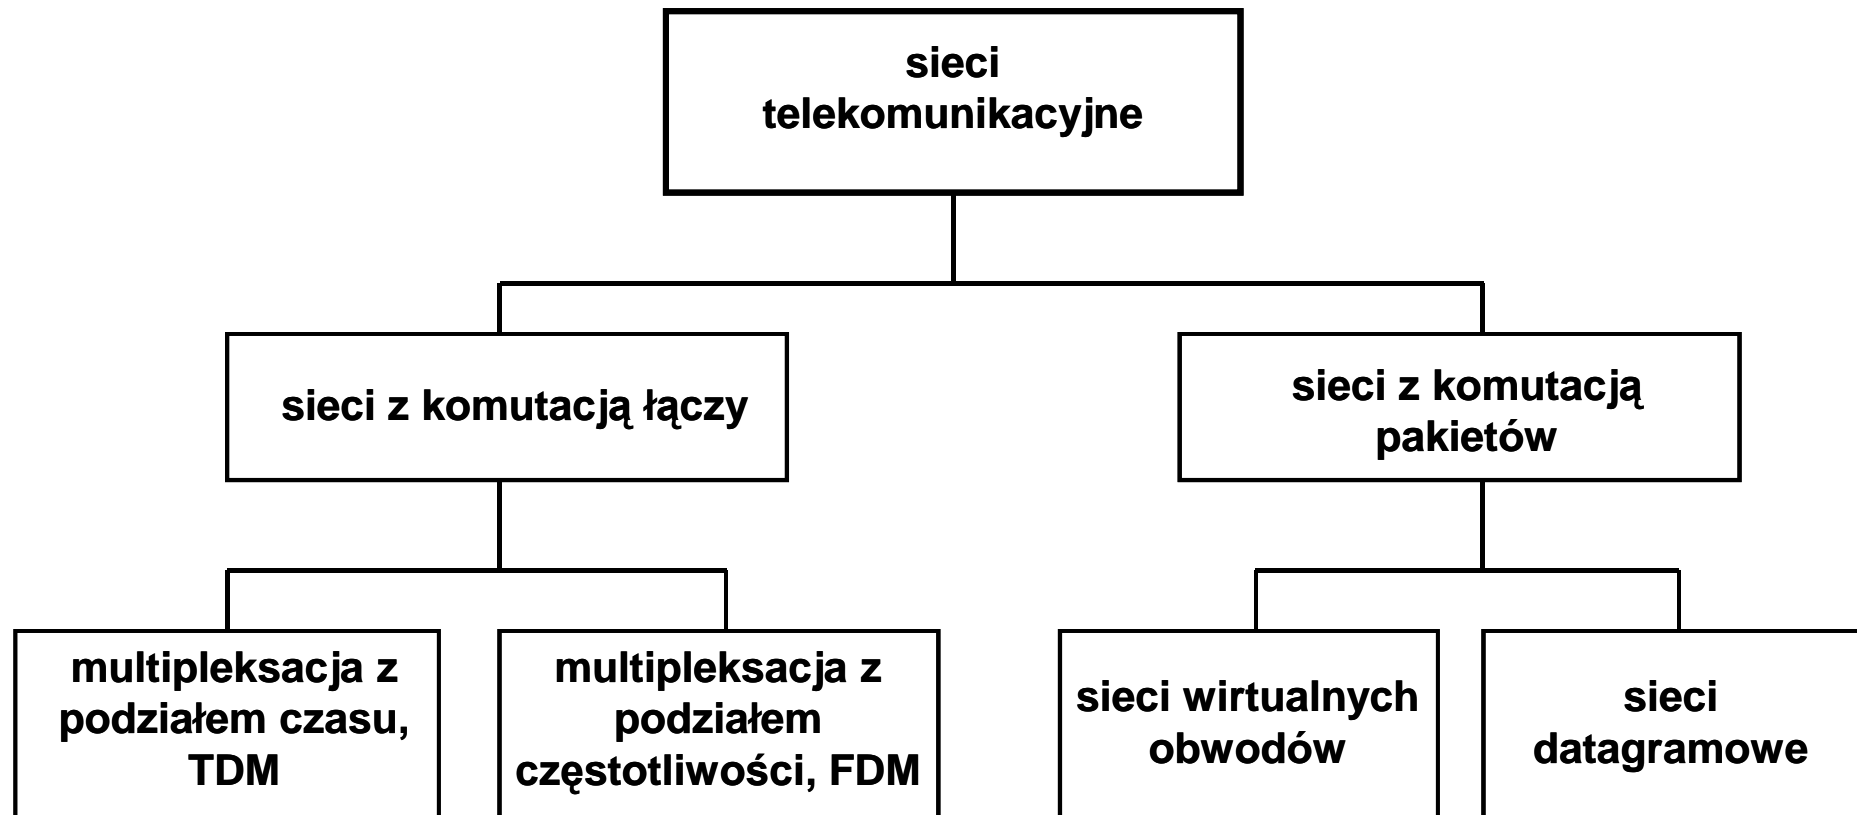 sieci
telekomunikacyjne
sieci z komutacją łączy
sieci z komutacją
pakietów
multipleksacja z
podziałem czasu,
TDM
multipleksacja z
podziałem
częstotliwości, FDM
sieci wirtualnych
obwodów
sieci
datagramowe